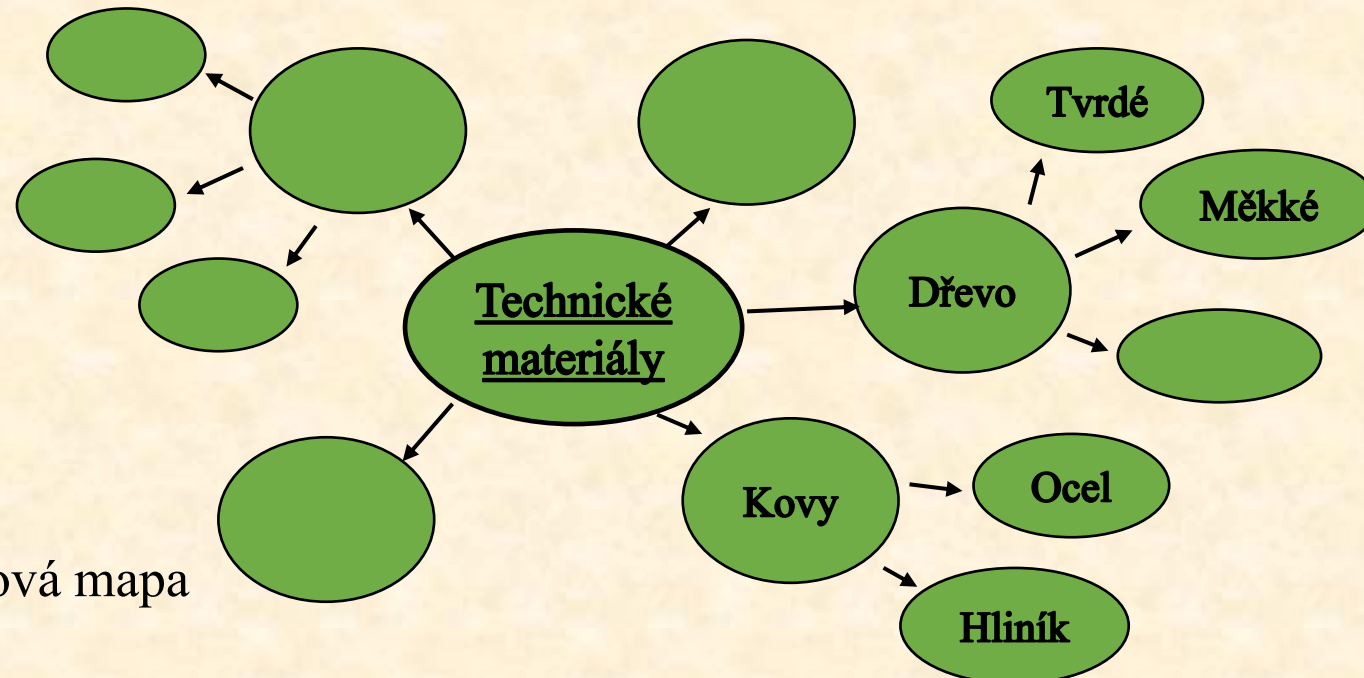 Tvrdé
Měkké
Technické
materiály
Dřevo
Kovy
Ocel
Hliník
ová mapa